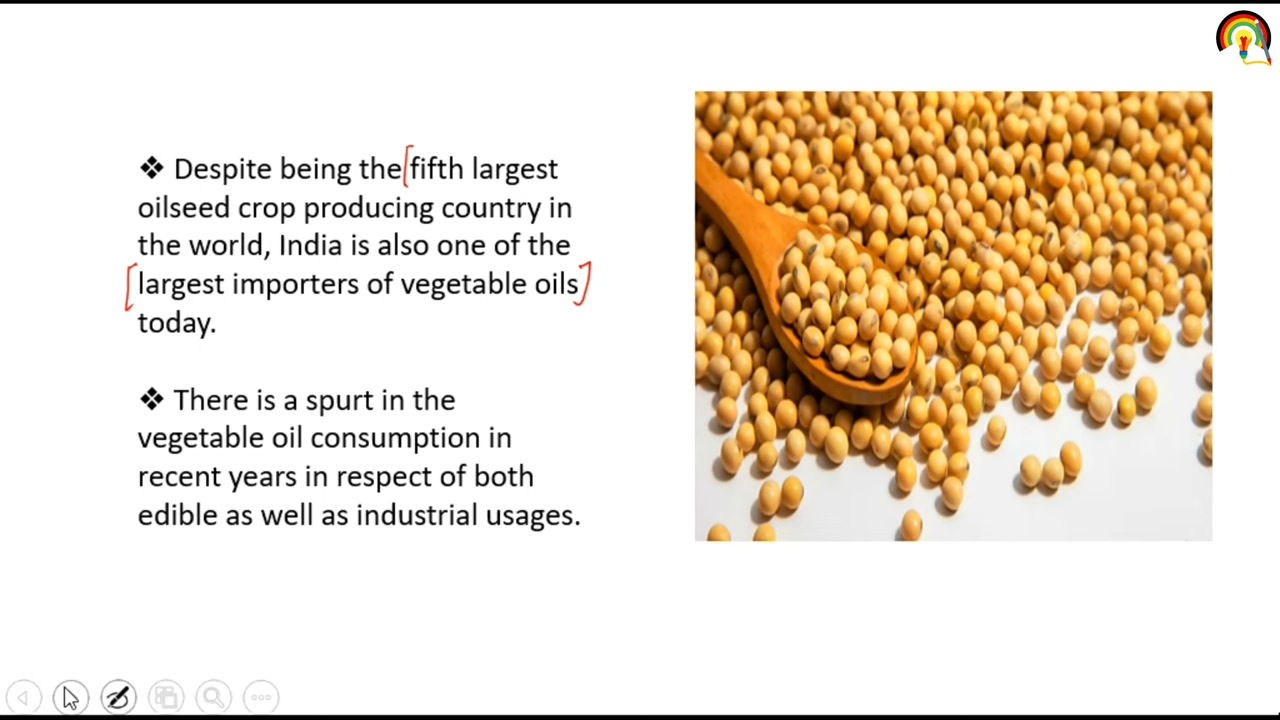 ❖ Despite being the fifth largest
oilseed crop producing country in
the world, India is also one of the
largest importers of vegetable oils
today.
❖ There is a spurt in the
vegetable oil consumption in
recent years in respect of both
edible as well as industrial usages.